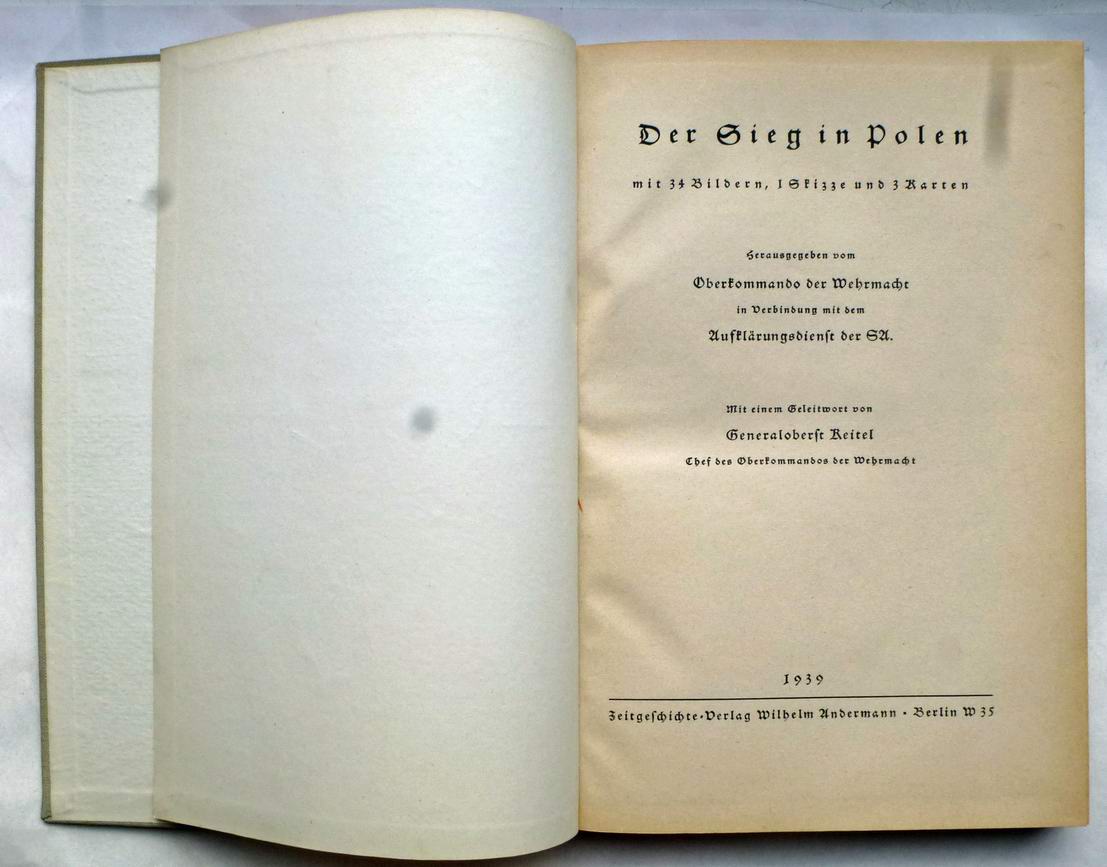 Der Sieg in Polen
mit 34 Bildern, 1 Skizze und 3 Karten
Herausgegeben vom
Oberkommando der Wehrmacht
in Verbindung mit dem
Aufklärungsdienſt der SA.
Mit einem Geleitwort von
Generaloberſt Keitel
Chef des Oberkommandos der Wehrmacht
1939
Zeitgeſchichte-Verlag Wilhelm Andermann · Berlin W 35